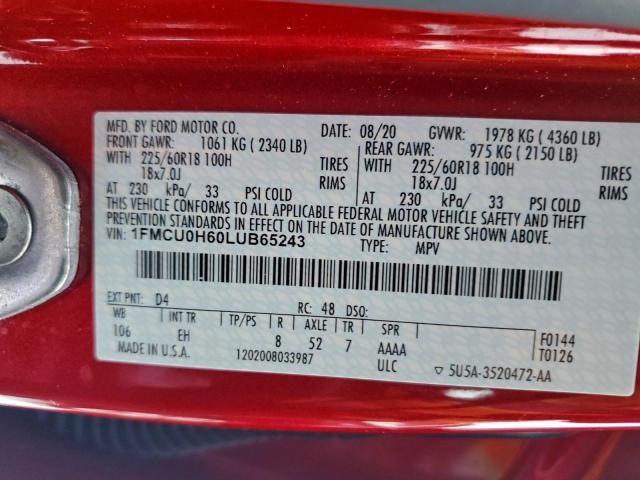 MFD. BY FORD MOTOR CO. 08/20 GVWR: 1978 KG ( 4360 LB)
FRONT GAWR: 1061 KG ( 2340 LB) REAR GAWR: 975 KG ( 2150 LB)
WITH 225/60R18 100H TIRES WITH 225/60R18 100H TIRES
18x7.0J RIMS 18x7.0J RIMS
AT 230 kPa/ 33 PSI COLD AT 230 kPa/ 33 PSI COLD
THIS VEHICLE CONFORMS TO ALL APPLICABLE FEDERAL MOTOR VEHICLE SAFETY AND THEFT
PREVENTION STANDARDS IN EFFECT ON THE DATE OF MANUFACTURE SHOWN ABOVE.
VIN: 1FMCU0H60LUB65243 TYPE: MPV
EXT PNT: D4 RC: 48 DSO:
WB INT TR TP/PS R AXLE TR SPR F0144
106 EH 8 52 7 AAAA T0126
MADE IN U.S.A. 1202008033987 ULC ▽ 5U5A-3520472-AA